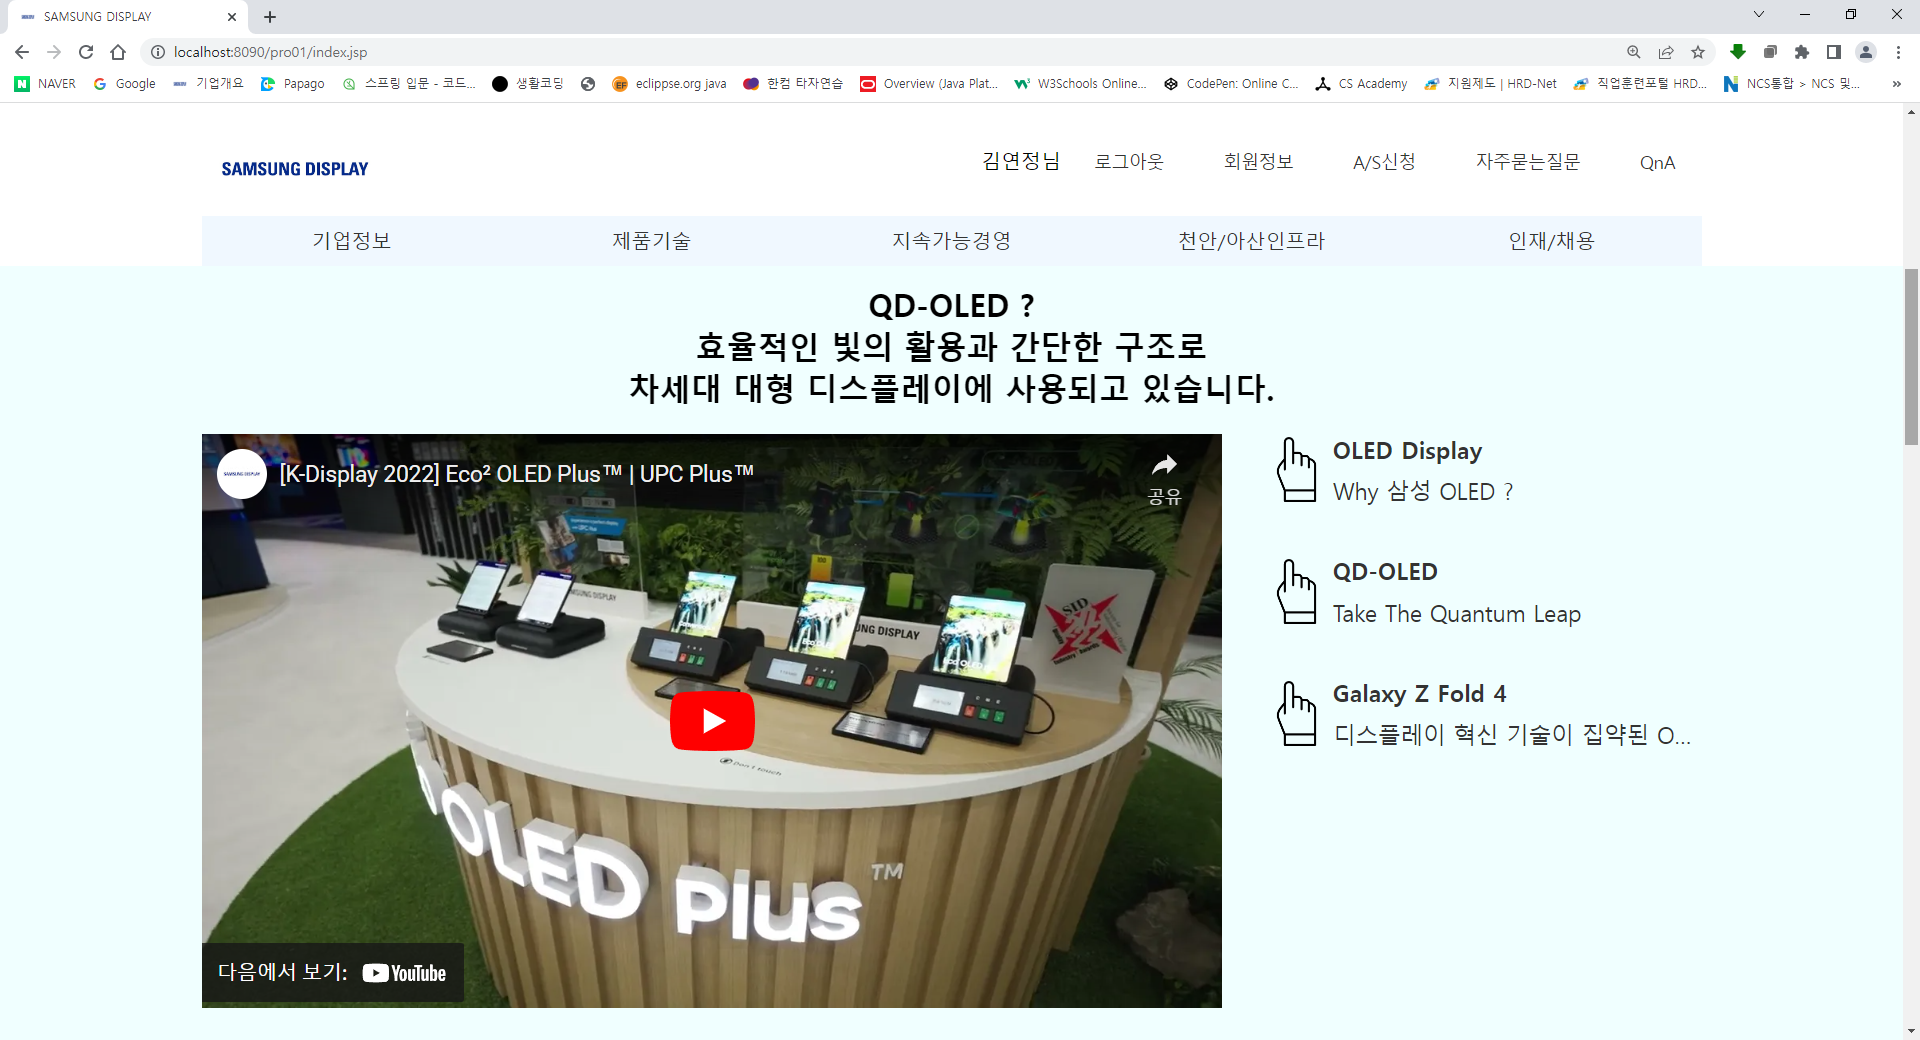 SAMSUNG DISPLAY
localhost:8090/pro01/index.jsp
NAVER Google 기업개요 Papago 스프링 입문 - 코드... 생활코딩 eclippse.org java 한컴 타자연습 Overview (Java Plat... W3Schools Online... CodePen: Online C... CS Academy 지원제도 | HRD-Net 직업훈련포털 HRD... NCS통합 > NCS 및... »
SAMSUNG DISPLAY 김연정님 로그아웃 회원정보 A/S신청 자주묻는질문 QnA
기업정보 제품기술 지속가능경영 천안/아산인프라 인재/채용
QD-OLED ?
효율적인 빛의 활용과 간단한 구조로
차세대 대형 디스플레이에 사용되고 있습니다.
[K-Display 2022] Eco² OLED Plus™ | UPC Plus™
공유
SAMSUNG DISPLAY
SID
Don't touch
OLED Plus™
다음에서 보기: YouTube
OLED Display
Why 삼성 OLED ?
QD-OLED
Take The Quantum Leap
Galaxy Z Fold 4
디스플레이 혁신 기술이 집약된 O...